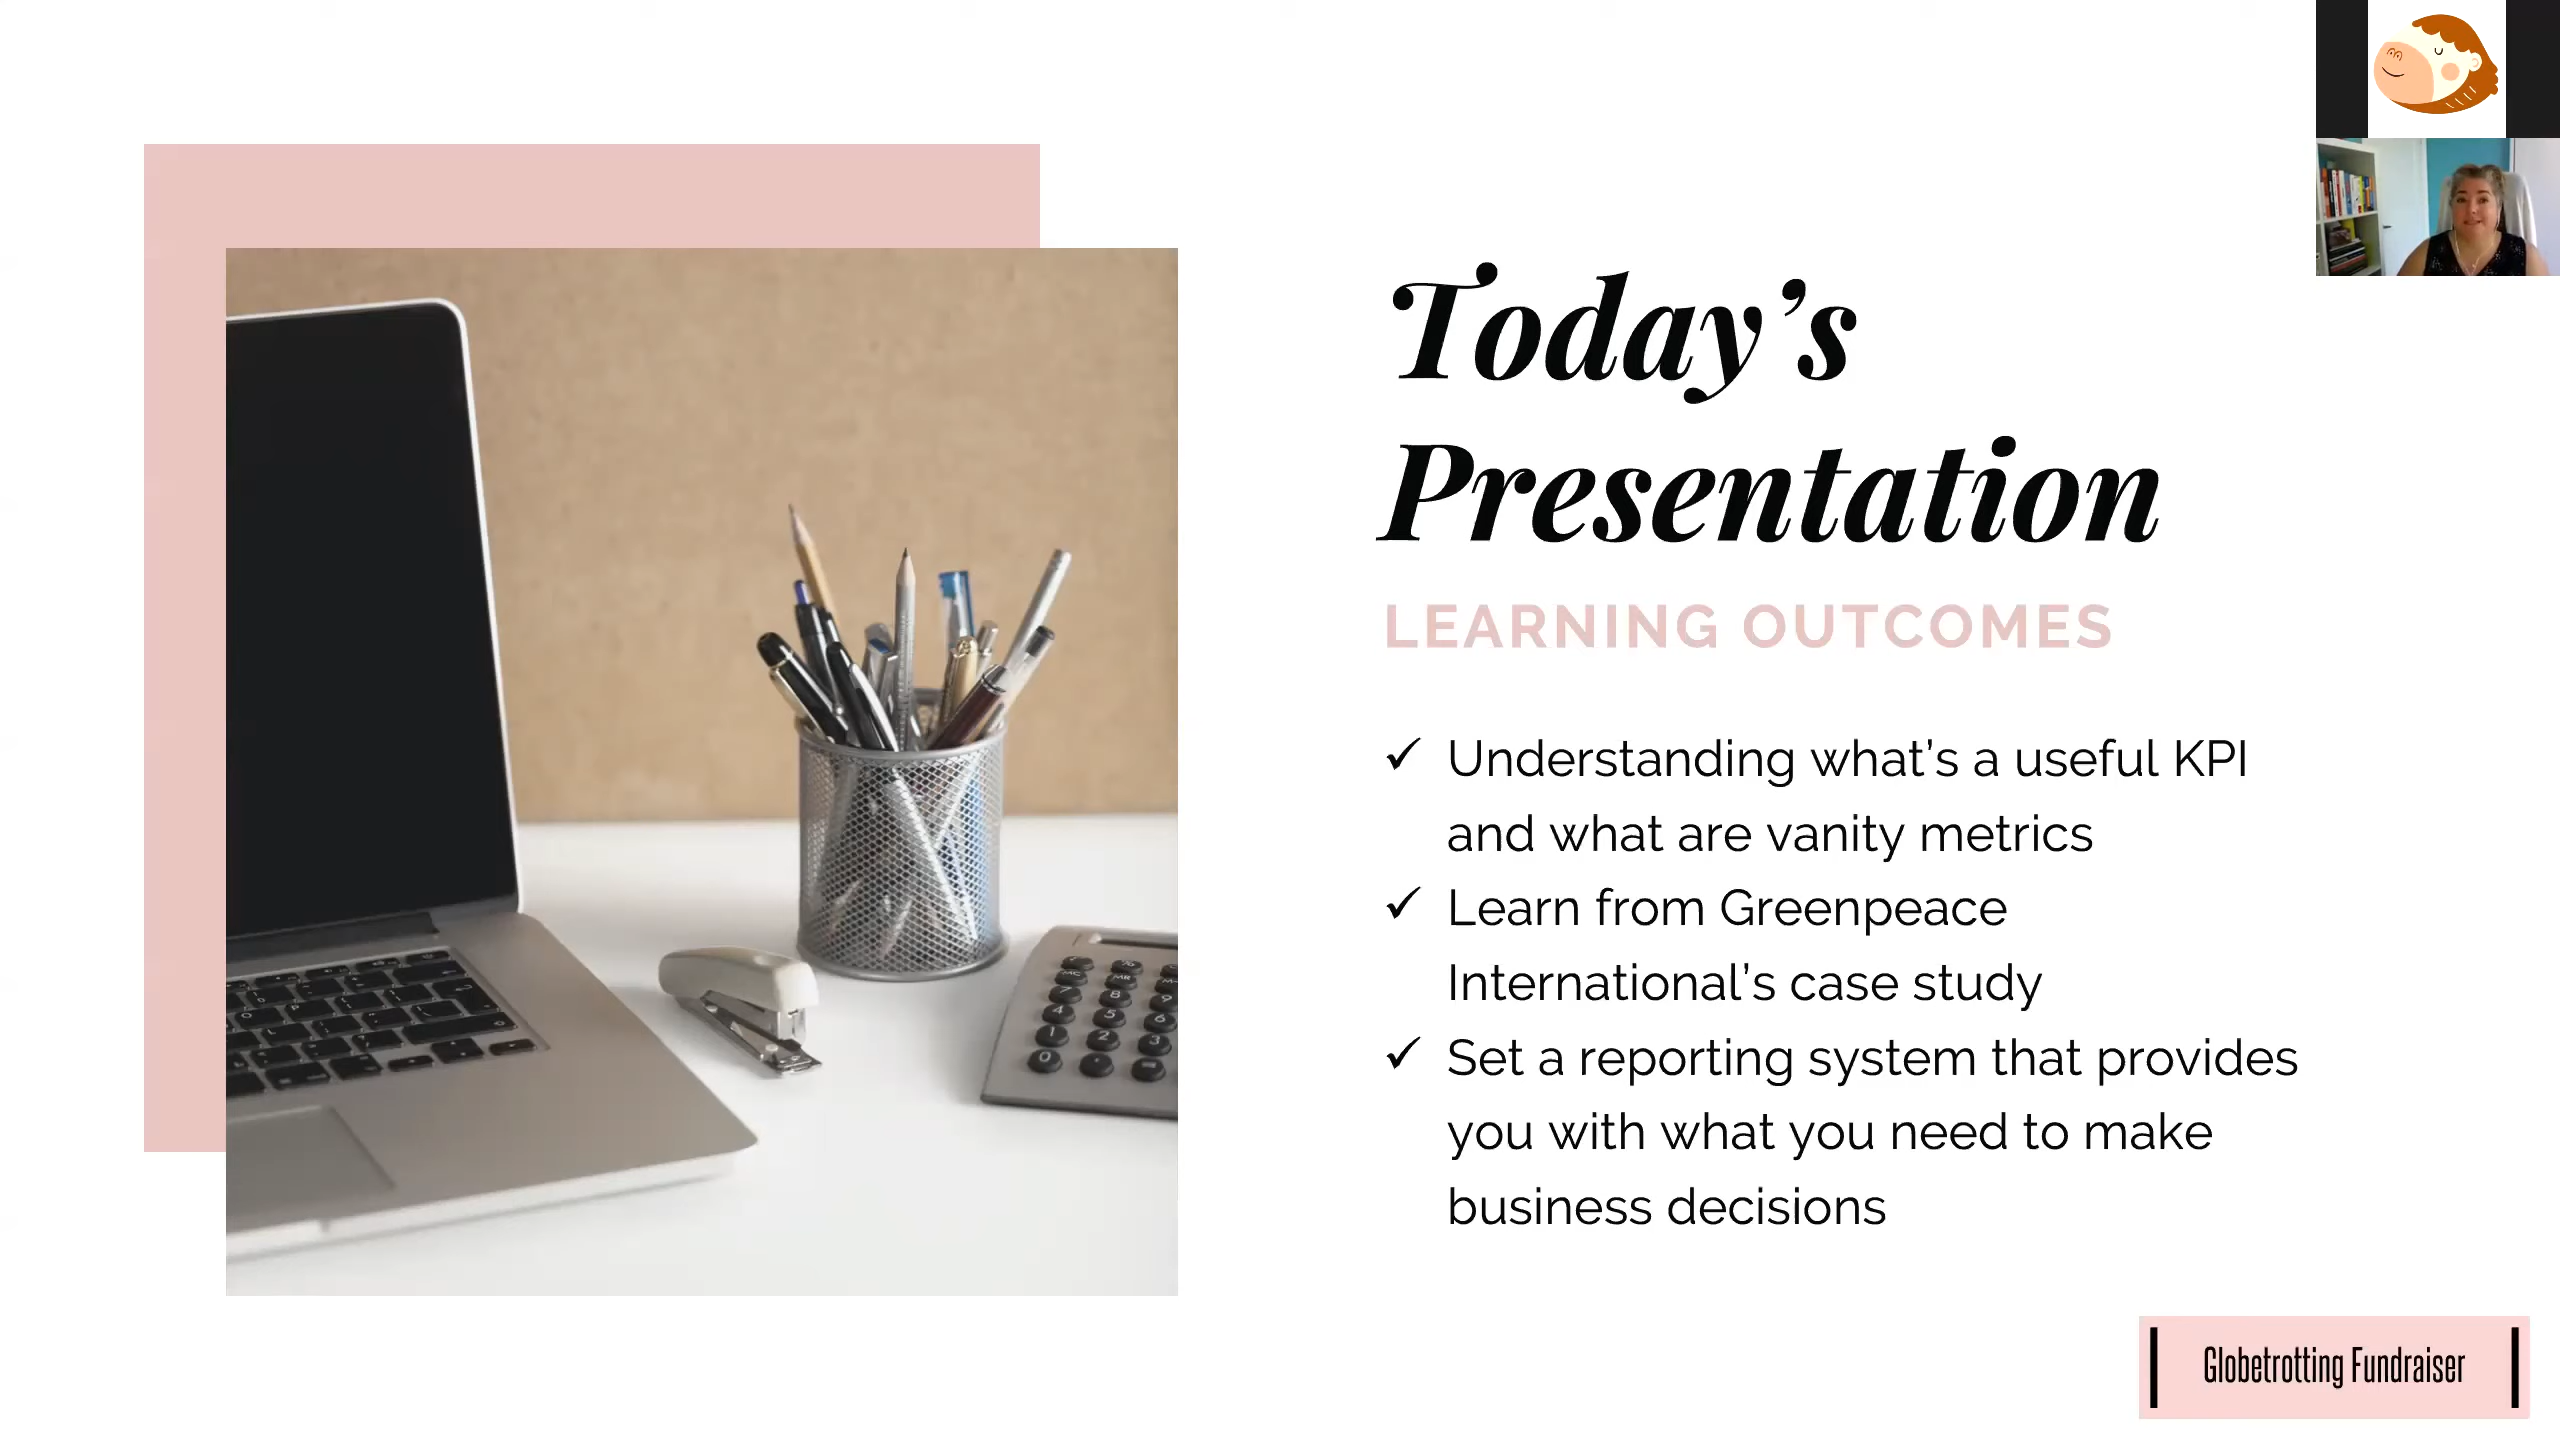 Today’s
Presentation
LEARNING OUTCOMES
✓ Understanding what’s a useful KPI
and what are vanity metrics
✓ Learn from Greenpeace
International’s case study
✓ Set a reporting system that provides
you with what you need to make
business decisions
Globetrotting Fundraiser